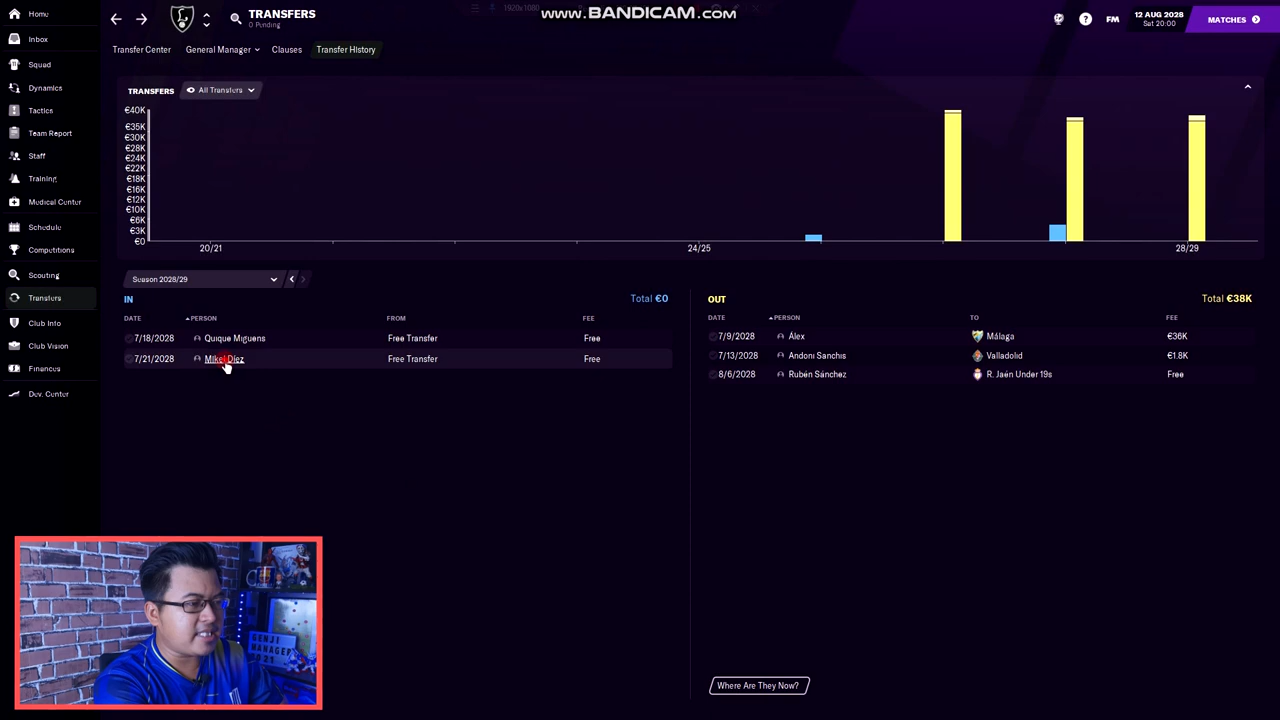 Home
Inbox
Squad
Dynamics
Tactics
Team Report
Staff
Training
Medical Center
Schedule
Competitions
Scouting
Transfers
Club Info
Club Vision
Finances
Dev. Center
TRANSFERS
0 Pending
1920x1080
www.BANDICAM.com
FM
12 AUG 2028
Sat 20:00
MATCHES
Transfer Center
General Manager
Clauses
Transfer History
TRANSFERS
All Transfers
€40K
€35K
€30K
€28K
€24K
€22K
€18K
€12K
€9K
€6K
€3K
€0
20/21
24/25
28/29
Season 2028/29
IN
Total €0
DATE PERSON FROM FEE
7/18/2028 Quique Miguens Free Transfer Free
7/21/2028 Mikel Díez Free Transfer Free
OUT
Total €38K
DATE PERSON TO FEE
7/9/2028 Álex Málaga €36K
7/13/2028 Andoni Sanchis Valladolid €1.8K
8/6/2028 Rubén Sánchez R. Jaén Under 19s Free
Where Are They Now?
GENJI
MANAGER
2021